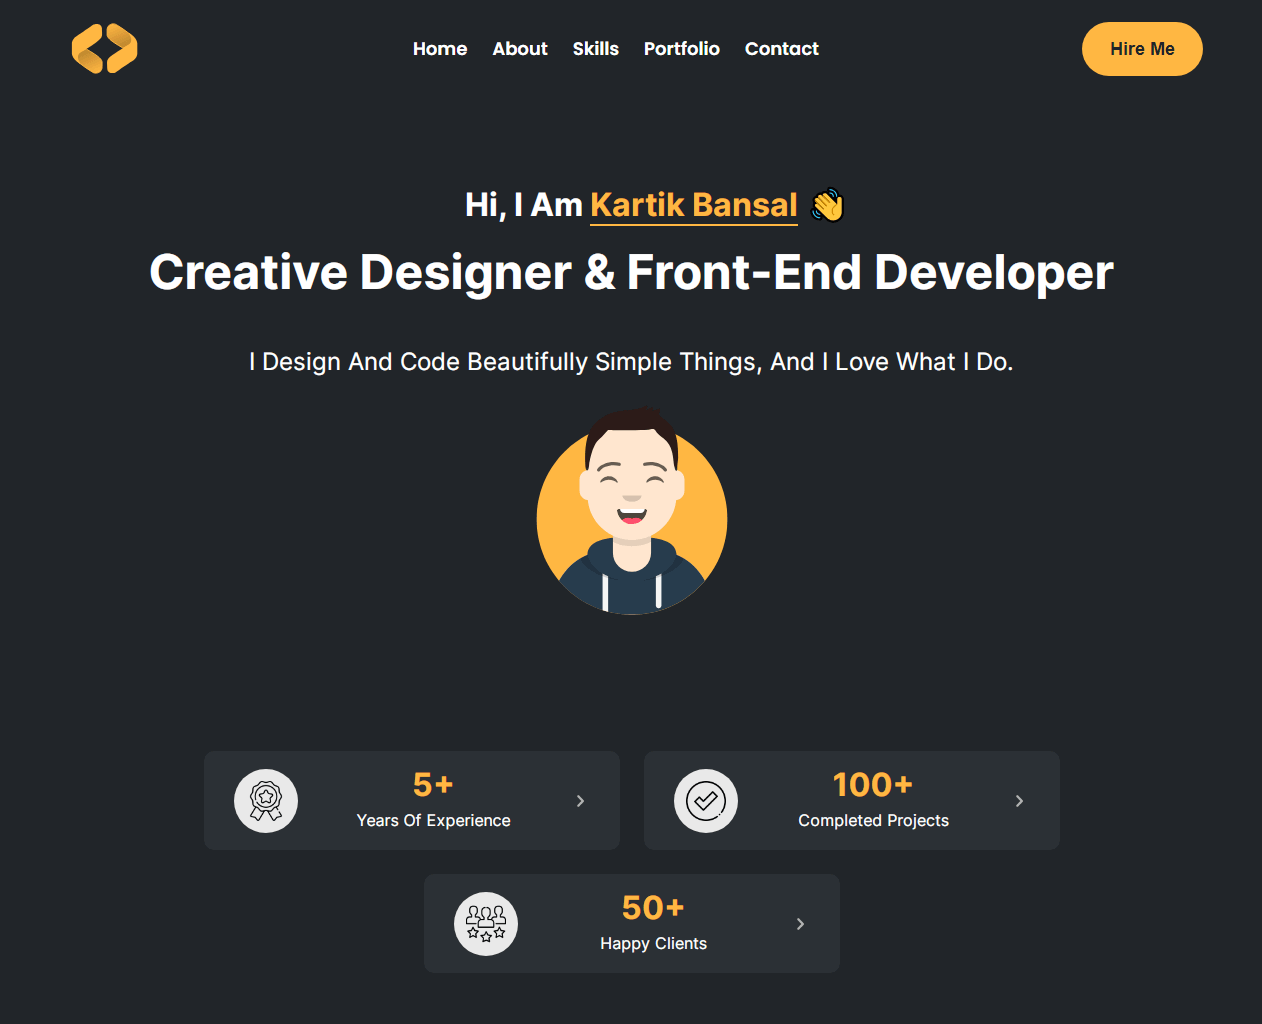 Home About Skills Portfolio Contact Hire Me
Hi, I Am Kartik Bansal 👋
Creative Designer & Front-End Developer
I Design And Code Beautifully Simple Things, And I Love What I Do.
5+
Years Of Experience
100+
Completed Projects
50+
Happy Clients